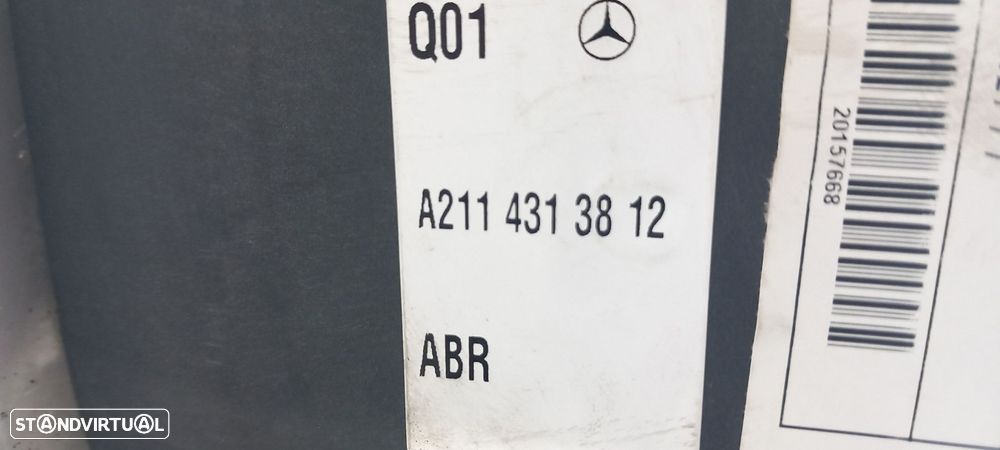 Q01
A211 431 38 12
ABR
20157668
STANDVIRTUAL